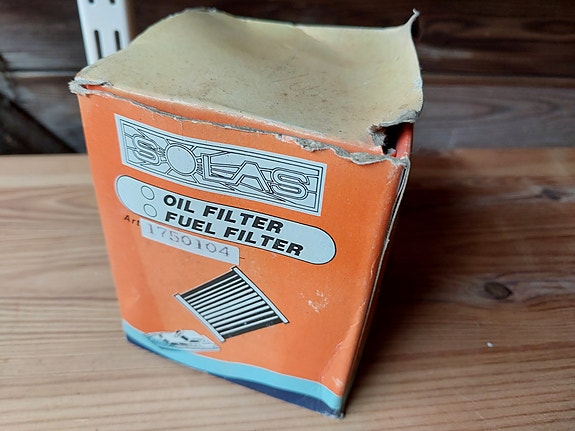 SOLAS
OIL FILTER
FUEL FILTER
Art
1750104